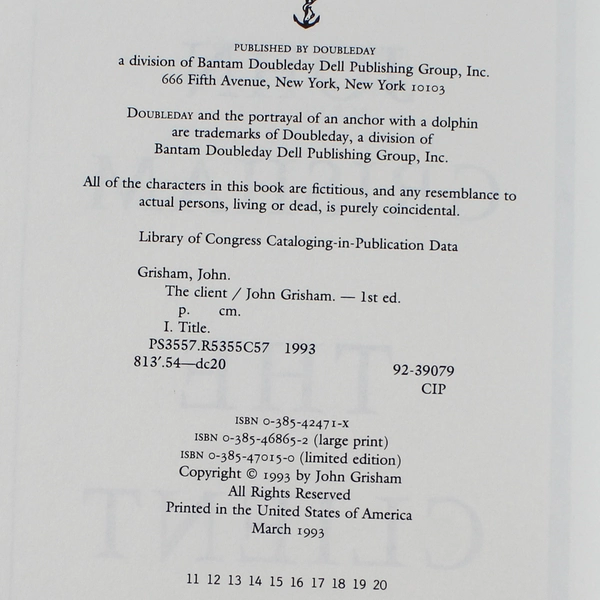 PUBLISHED BY DOUBLEDAY
a division of Bantam Doubleday Dell Publishing Group, Inc.
666 Fifth Avenue, New York, New York 10103
DOUBLEDAY and the portrayal of an anchor with a dolphin
are trademarks of Doubleday, a division of
Bantam Doubleday Dell Publishing Group, Inc.
All of the characters in this book are fictitious, and any resemblance to
actual persons, living or dead, is purely coincidental.
Library of Congress Cataloging-in-Publication Data
Grisham, John.
The client / John Grisham. — 1st ed.
p. cm.
I. Title.
PS3557.R5355C57 1993
813'.54—dc20
92-39079
CIP
ISBN 0-385-42471-X
ISBN 0-385-46865-2 (large print)
ISBN 0-385-47015-0 (limited edition)
Copyright © 1993 by John Grisham
All Rights Reserved
Printed in the United States of America
March 1993
11 12 13 14 15 16 17 18 19 20